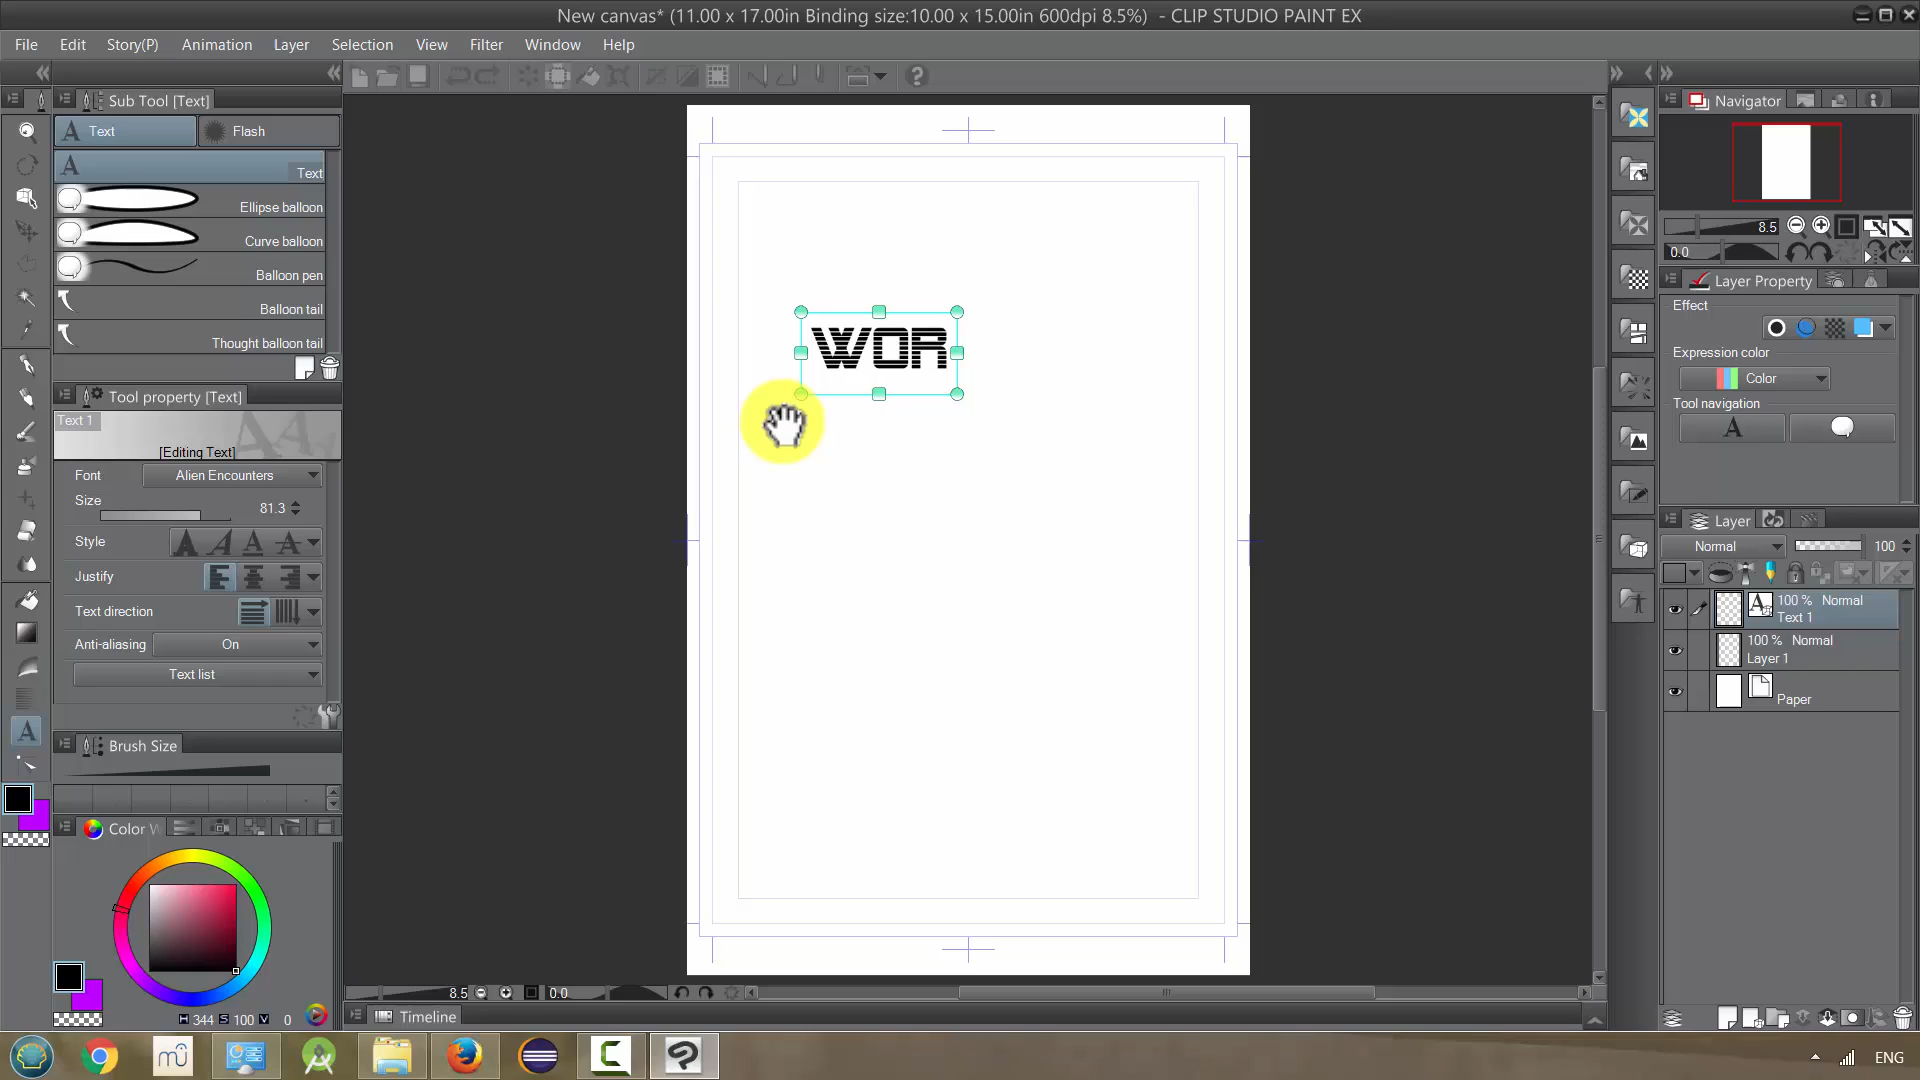 New canvas* (11.00 x 17.00in Binding size:10.00 x 15.00in 600dpi 8.5%) - CLIP STUDIO PAINT EX
File Edit Story(P) Animation Layer Selection View Filter Window Help
Sub Tool [Text]
Text Flash
Text
Ellipse balloon
Curve balloon
Balloon pen
Balloon tail
Thought balloon tail
Tool property [Text]
Text 1
[Editing Text]
Font Alien Encounters
Size 81.3
Style
Justify
Text direction
Anti-aliasing On
Text list
Brush Size
Color W
H 344 S 100 V 0
WOR
8.5 0.0
Timeline
Navigator
8.5
0.0
Layer Property
Effect
Expression color
Color
Tool navigation
Layer
Normal 100
100 % Normal
Text 1
100 % Normal
Layer 1
Paper
ENG